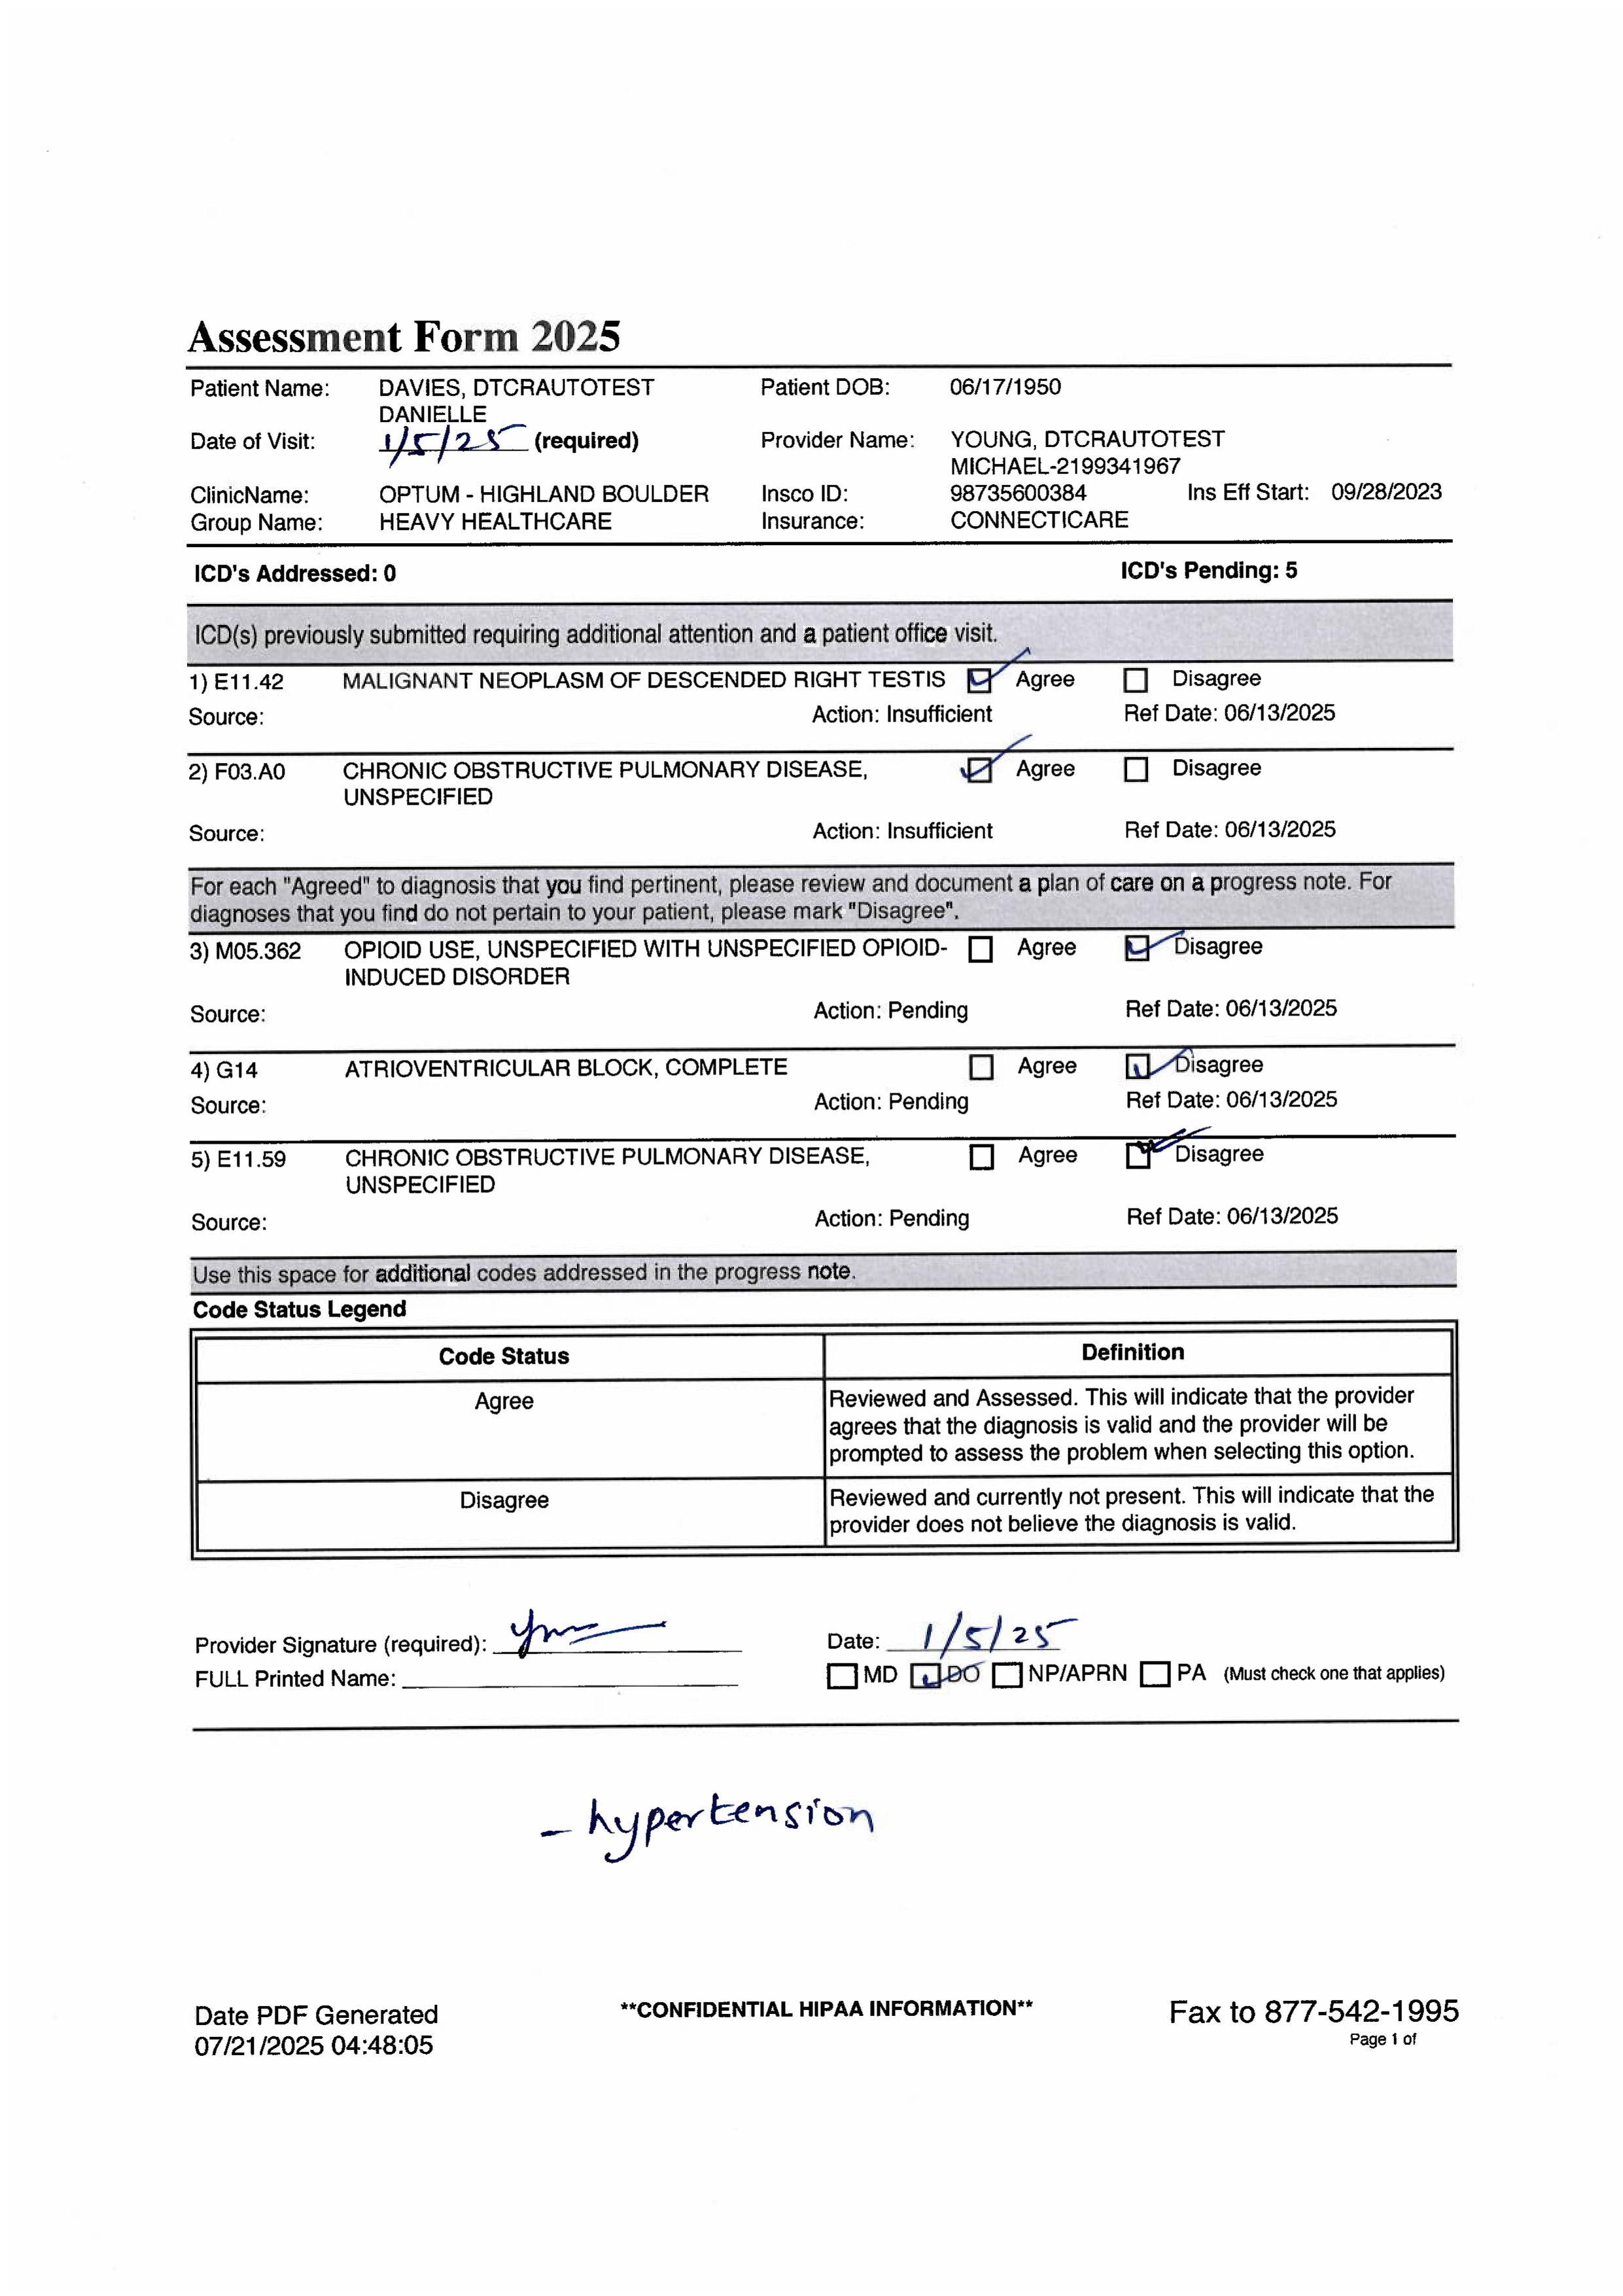 Assessment Form 2025
Patient Name: DAVIES, DTCRAUTOTEST Patient DOB: 06/17/1950
DANIELLE
Date of Visit: 1/5/25 (required) Provider Name: YOUNG, DTCRAUTOTEST
MICHAEL-2199341967
ClinicName: OPTUM - HIGHLAND BOULDER Insco ID: 98735600384 Ins Eff Start: 09/28/2023
Group Name: HEAVY HEALTHCARE Insurance: CONNECTICARE
ICD's Addressed: 0 ICD's Pending: 5
ICD(s) previously submitted requiring additional attention and a patient office visit.
1) E11.42 MALIGNANT NEOPLASM OF DESCENDED RIGHT TESTIS Agree Disagree
Source: Action: Insufficient Ref Date: 06/13/2025
2) F03.A0 CHRONIC OBSTRUCTIVE PULMONARY DISEASE, Agree Disagree
UNSPECIFIED
Source: Action: Insufficient Ref Date: 06/13/2025
For each "Agreed" to diagnosis that you find pertinent, please review and document a plan of care on a progress note. For
diagnoses that you find do not pertain to your patient, please mark "Disagree".
3) M05.362 OPIOID USE, UNSPECIFIED WITH UNSPECIFIED OPIOID- Agree Disagree
INDUCED DISORDER
Source: Action: Pending Ref Date: 06/13/2025
4) G14 ATRIOVENTRICULAR BLOCK, COMPLETE Agree Disagree
Source: Action: Pending Ref Date: 06/13/2025
5) E11.59 CHRONIC OBSTRUCTIVE PULMONARY DISEASE, Agree Disagree
UNSPECIFIED
Source: Action: Pending Ref Date: 06/13/2025
Use this space for additional codes addressed in the progress note.
Code Status Legend
Code Status Definition
Agree Reviewed and Assessed. This will indicate that the provider
agrees that the diagnosis is valid and the provider will be
prompted to assess the problem when selecting this option.
Disagree Reviewed and currently not present. This will indicate that the
provider does not believe the diagnosis is valid.
Provider Signature (required): Date: 1/5/25
FULL Printed Name: MD DO NP/APRN PA (Must check one that applies)
- hypertension
Date PDF Generated **CONFIDENTIAL HIPAA INFORMATION** Fax to 877-542-1995
07/21/2025 04:48:05 Page 1 of